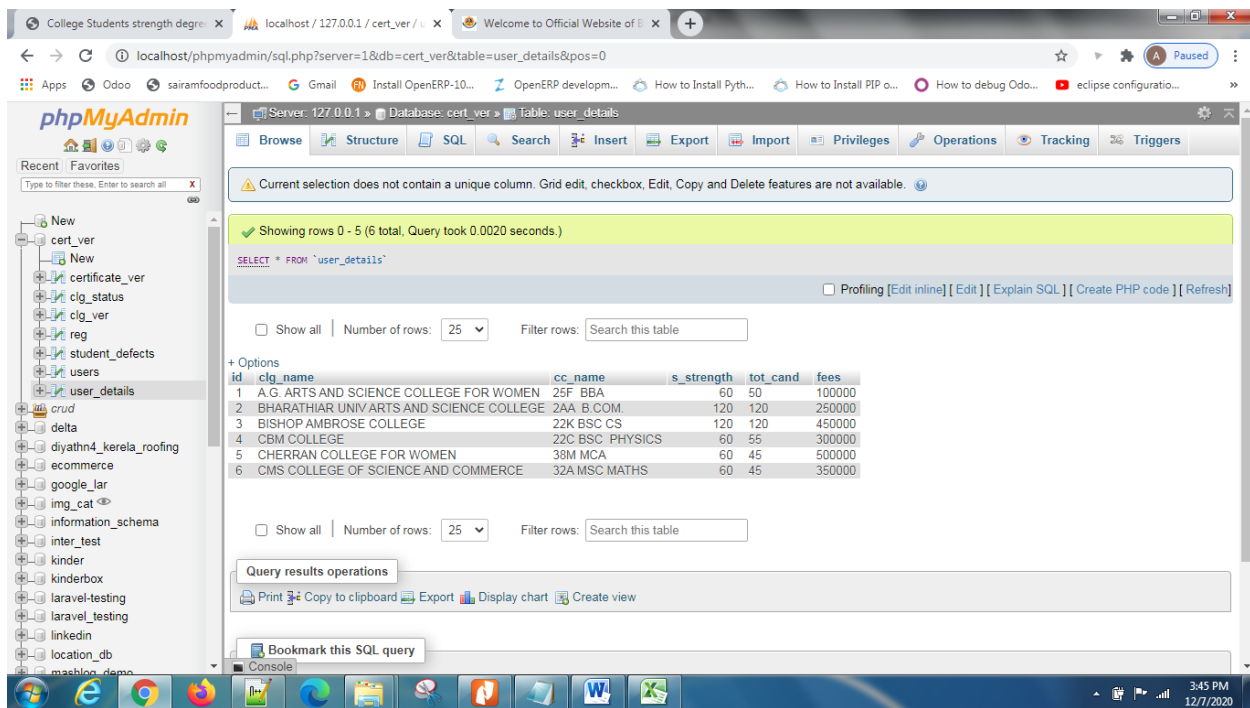 College Students strength degre
localhost / 127.0.0.1 / cert_ver / u
Welcome to Official Website of B
localhost/phpmyadmin/sql.php?server=1&db=cert_ver&table=user_details&pos=0
A Paused
Apps Odoo sairamfoodproduct... Gmail Install OpenERP-10... OpenERP developm... How to Install Pyth... How to Install PIP o... How to debug Odo... eclipse configuratio... »
phpMyAdmin
Recent Favorites
Type to filter these, Enter to search all X
New
cert_ver
New
certificate_ver
clg_status
clg_ver
reg
student_defects
users
user_details
crud
delta
diyathn4_kerela_roofing
ecommerce
google_lar
img_cat
information_schema
inter_test
kinder
kinderbox
laravel-testing
laravel_testing
linkedin
location_db
mashlog_demo
Server: 127.0.0.1 » Database: cert_ver » Table: user_details
Browse Structure SQL Search Insert Export Import Privileges Operations Tracking Triggers
Current selection does not contain a unique column. Grid edit, checkbox, Edit, Copy and Delete features are not available.
Showing rows 0 - 5 (6 total, Query took 0.0020 seconds.)
SELECT * FROM `user_details`
Profiling [Edit inline] [ Edit ] [ Explain SQL ] [ Create PHP code ] [ Refresh]
Show all | Number of rows: 25 Filter rows: Search this table
+ Options
id clg_name cc_name s_strength tot_cand fees
1 A.G. ARTS AND SCIENCE COLLEGE FOR WOMEN 25F BBA 60 50 100000
2 BHARATHIAR UNIV ARTS AND SCIENCE COLLEGE 2AA B.COM. 120 120 250000
3 BISHOP AMBROSE COLLEGE 22K BSC CS 120 120 450000
4 CBM COLLEGE 22C BSC PHYSICS 60 55 300000
5 CHERRAN COLLEGE FOR WOMEN 38M MCA 60 45 500000
6 CMS COLLEGE OF SCIENCE AND COMMERCE 32A MSC MATHS 60 45 350000
Show all | Number of rows: 25 Filter rows: Search this table
Query results operations
Print Copy to clipboard Export Display chart Create view
Bookmark this SQL query
Console
3:45 PM
12/7/2020